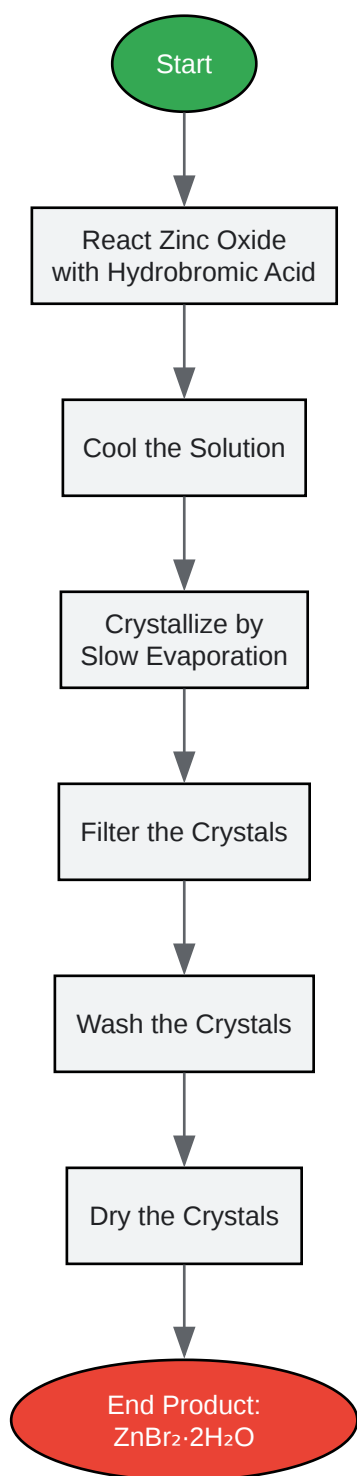 Start
React Zinc Oxide
with Hydrobromic Acid
Cool the Solution
Crystallize by
Slow Evaporation
Filter the Crystals
Wash the Crystals
Dry the Crystals
End Product:
ZnBr₂·2H₂O